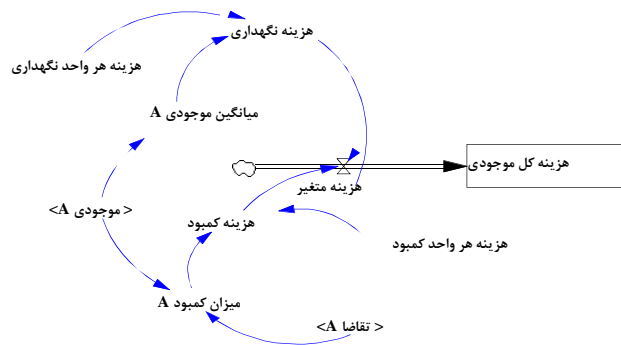 هزینه نگهداری
هزینه هر واحد نگهداری
میانگین موجودی A
هزینه کل موجودی
هزینه متغیر
<موجودی A>
هزینه کمبود
هزینه هر واحد کمبود
میزان کمبود A
<تقاضا A>